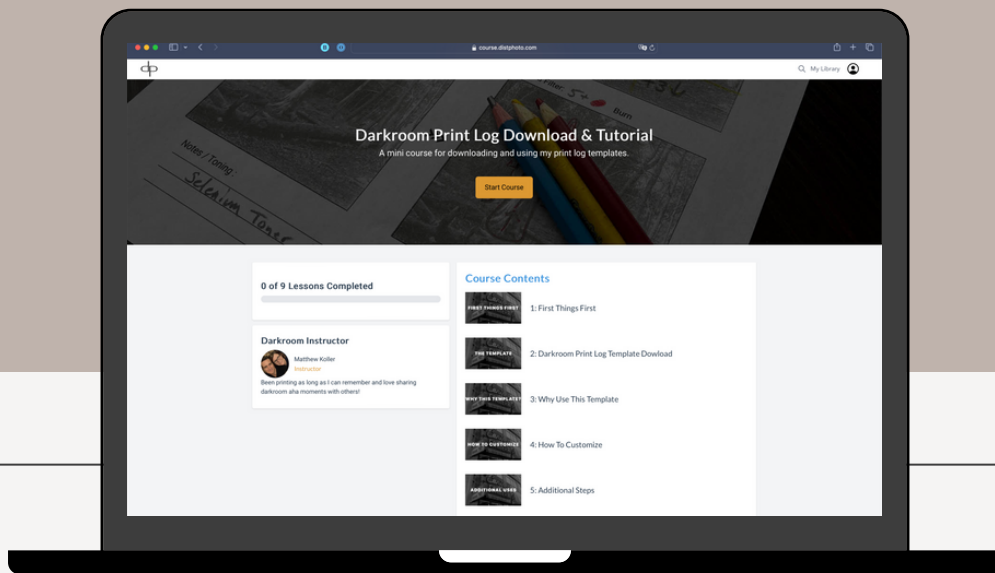 course.distphoto.com
dp
My Library
Filter 5+
Burn
Notes / Toning:
Selenium Toner
Darkroom Print Log Download & Tutorial
A mini course for downloading and using my print log templates.
Start Course
0 of 9 Lessons Completed
Darkroom Instructor
Matthew Koller
Instructor
Been printing as long as I can remember and love sharing
darkroom aha moments with others!
Course Contents
FIRST THINGS FIRST
1: First Things First
THE TEMPLATE
2: Darkroom Print Log Template Dowload
WHY THIS TEMPLATE?
3: Why Use This Template
HOW TO CUSTOMIZE
4: How To Customize
ADDITIONAL USES
5: Additional Steps